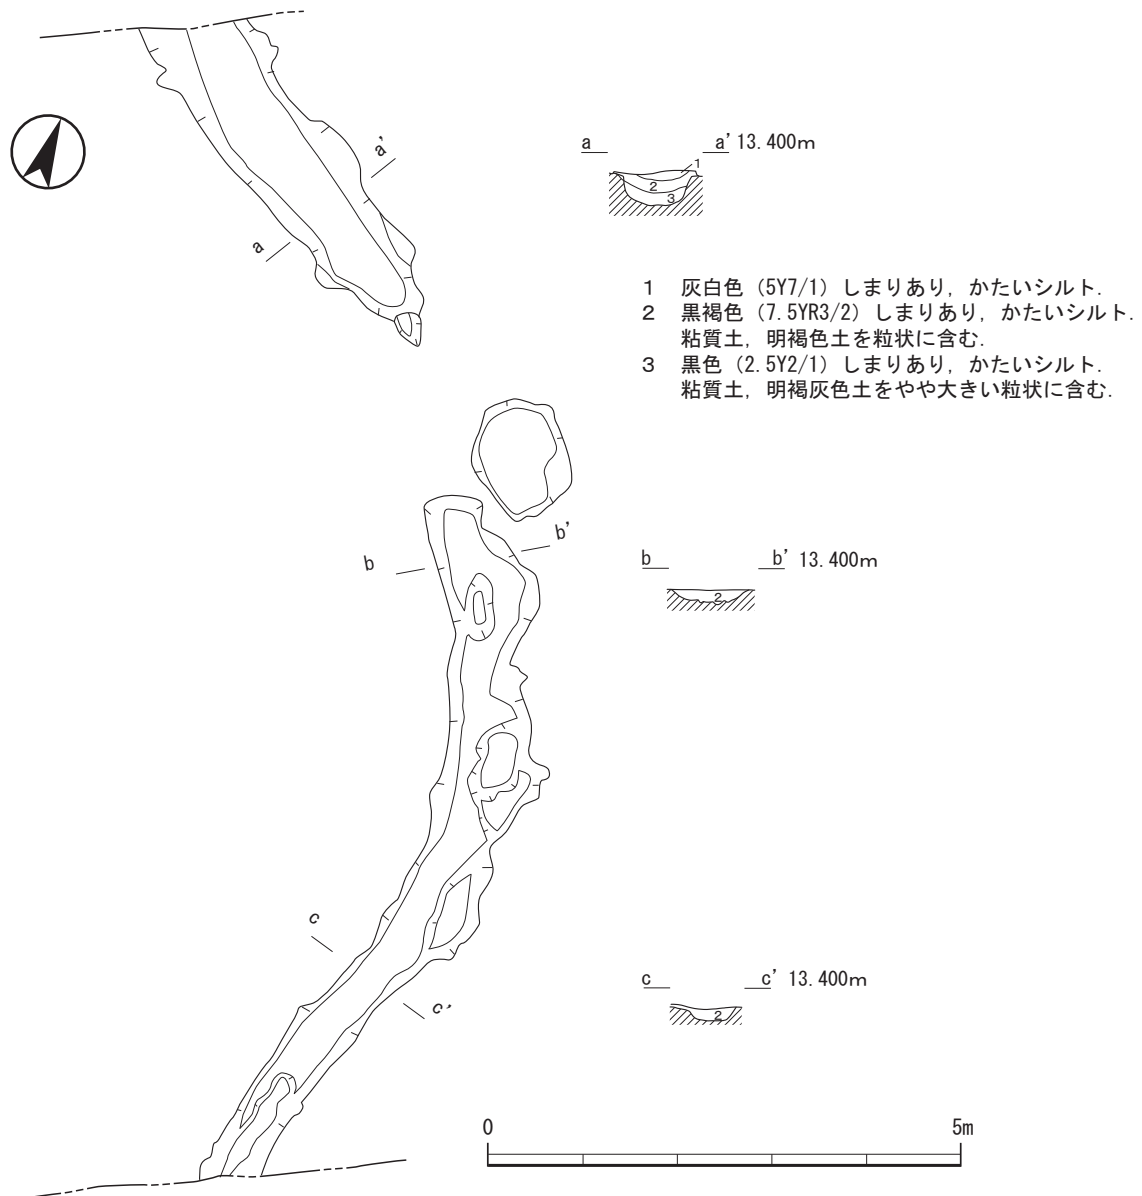 a'
a
a a' 13.400m
1
2
3
1 灰白色（5Y7/1）しまりあり，かたいシルト．
2 黒褐色（7.5YR3/2）しまりあり，かたいシルト．
粘質土，明褐色土を粒状に含む．
3 黒色（2.5Y2/1）しまりあり，かたいシルト．
粘質土，明褐灰色土をやや大きい粒状に含む．
b'
b
b b' 13.400m
2
c
c'
c c' 13.400m
2
0 5m